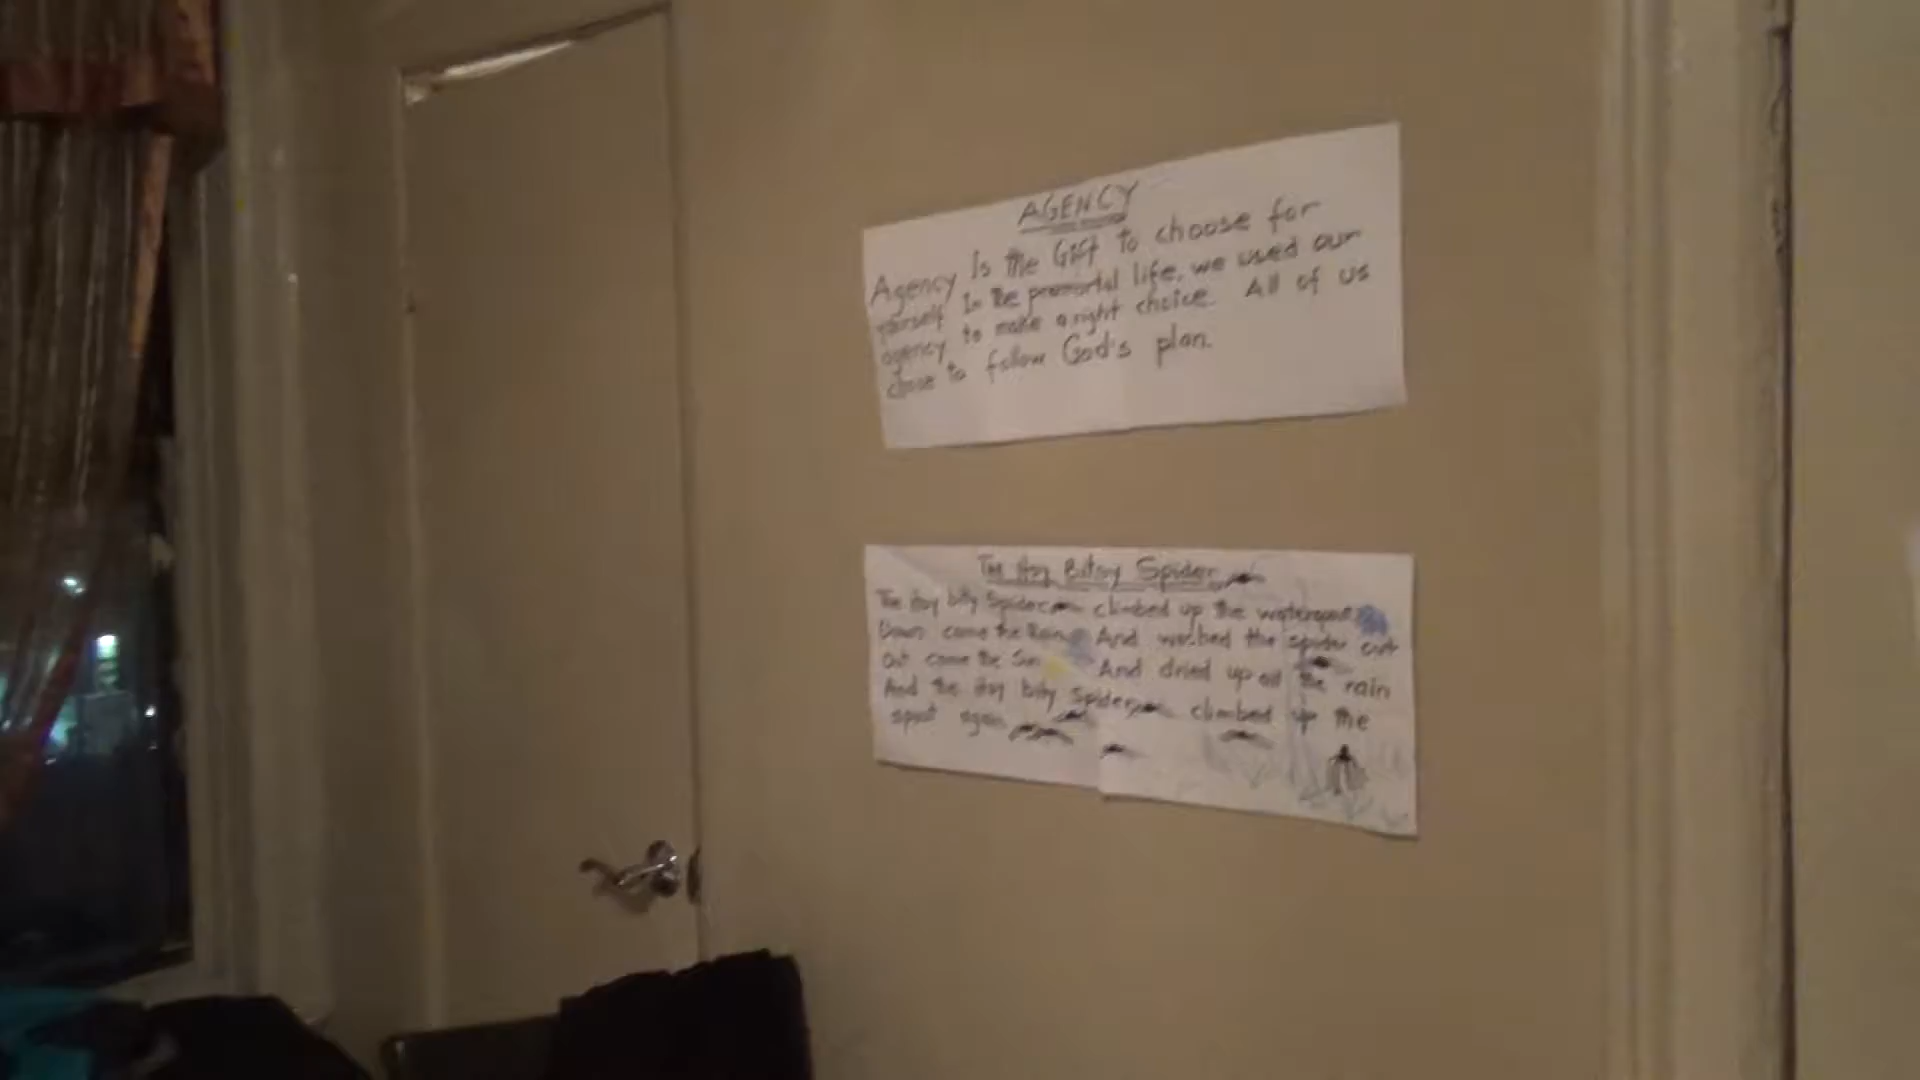 AGENCY
Agency Is the Gift to choose for
yourself. In the premortal life, we used our
agency to make a right choice. All of us
chose to follow God's plan.
The Itsy Bitsy Spider
The itsy bitsy Spider climbed up the waterspout
Down came the Rain And washed the spider out
Out came the Sun And dried up all the rain
And the itsy bitsy Spider climbed up the
spout again